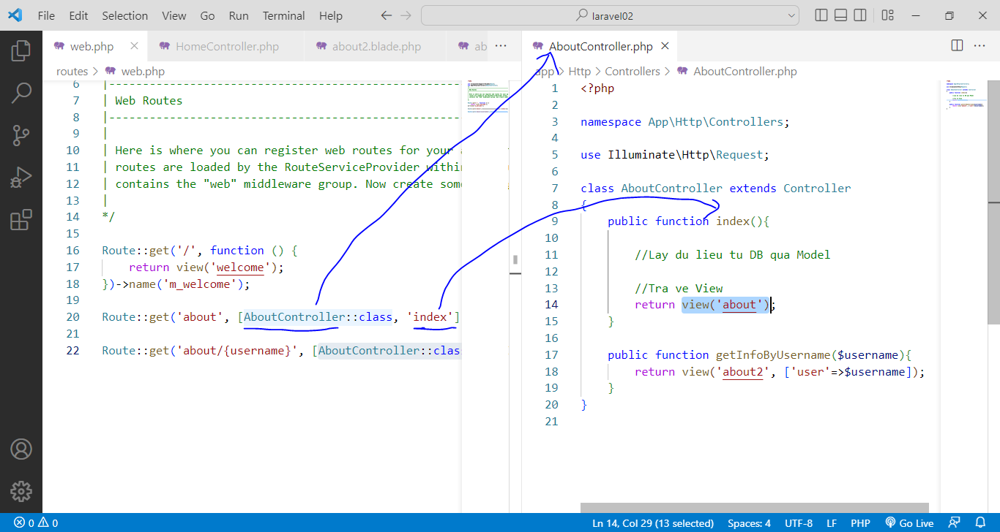 File Edit Selection View Go Run Terminal Help
laravel02
web.php
HomeController.php
about2.blade.php
ab
...
routes > web.php
6 |----------------------------------------------------
7 | Web Routes
8 |----------------------------------------------------
9 |
10 | Here is where you can register web routes for your a
11 | routes are loaded by the RouteServiceProvider withi
12 | contains the "web" middleware group. Now create som
13 |
14 */
15
16 Route::get('/', function () {
17     return view('welcome');
18 })->name('m_welcome');
19
20 Route::get('about', [AboutController::class, 'index']
21
22 Route::get('about/{username}', [AboutController::clas
AboutController.php
...
app > Http > Controllers > AboutController.php
1 <?php
2
3 namespace App\Http\Controllers;
4
5 use Illuminate\Http\Request;
6
7 class AboutController extends Controller
8 {
9     public function index(){
10
11         //Lay du lieu tu DB qua Model
12
13         //Tra ve View
14         return view('about');
15     }
16
17     public function getInfoByUsername($username){
18         return view('about2', ['user'=>$username]);
19     }
20 }
21
0 0
Ln 14, Col 29 (13 selected) Spaces: 4 UTF-8 LF PHP Go Live